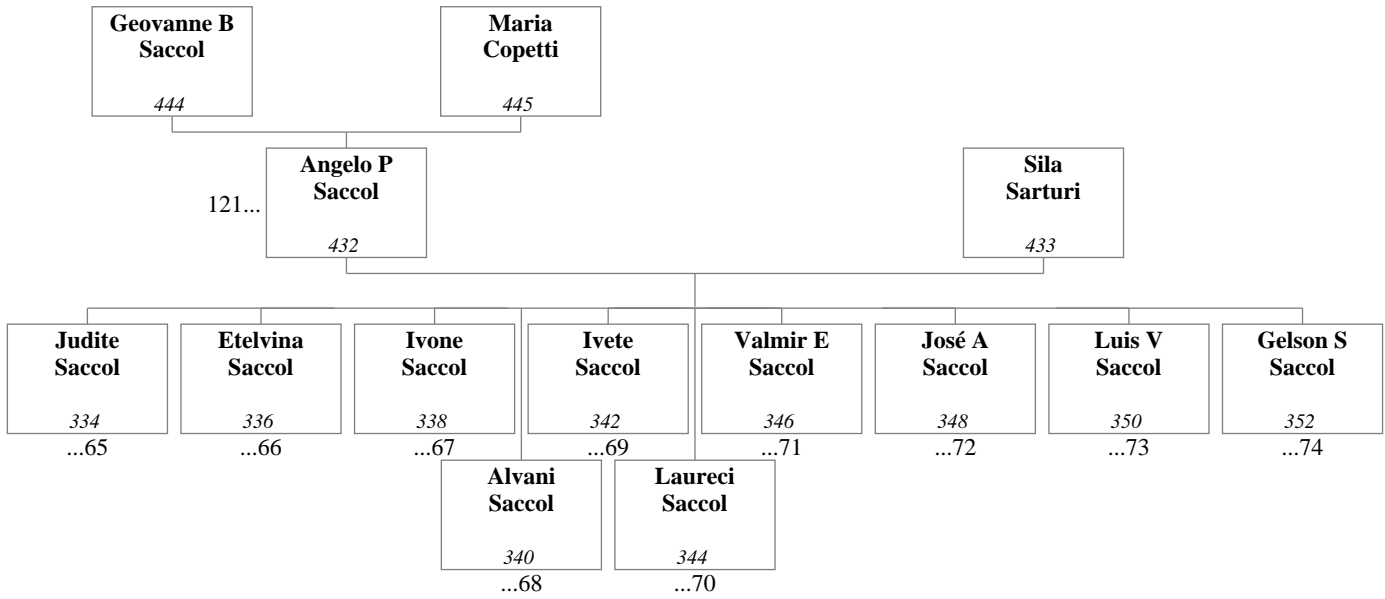 Geovanne B
Saccol
444
Maria
Copetti
445
121...
Angelo P
Saccol
432
Sila
Sarturi
433
Judite
Saccol
334
...65
Etelvina
Saccol
336
...66
Ivone
Saccol
338
...67
Ivete
Saccol
342
...69
Valmir E
Saccol
346
...71
José A
Saccol
348
...72
Luis V
Saccol
350
...73
Gelson S
Saccol
352
...74
Alvani
Saccol
340
...68
Laureci
Saccol
344
...70